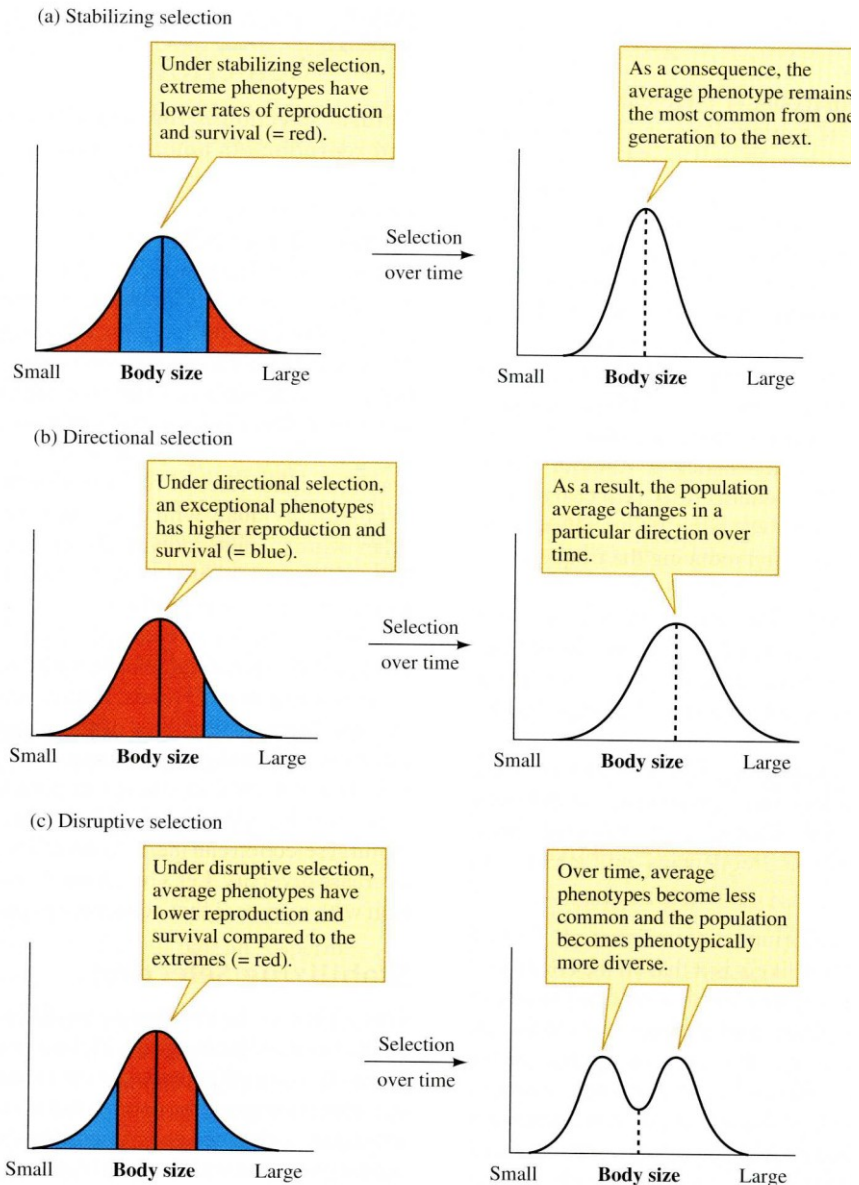 (a) Stabilizing selection
Under stabilizing selection,
extreme phenotypes have
lower rates of reproduction
and survival (= red).
As a consequence, the
average phenotype remains
the most common from one
generation to the next.
Selection
over time
Small Body size Large
Small Body size Large
(b) Directional selection
Under directional selection,
an exceptional phenotypes
has higher reproduction and
survival (= blue).
As a result, the population
average changes in a
particular direction over
time.
Selection
over time
Small Body size Large
Small Body size Large
(c) Disruptive selection
Under disruptive selection,
average phenotypes have
lower reproduction and
survival compared to the
extremes (= red).
Over time, average
phenotypes become less
common and the population
becomes phenotypically
more diverse.
Selection
over time
Small Body size Large
Small Body size Large